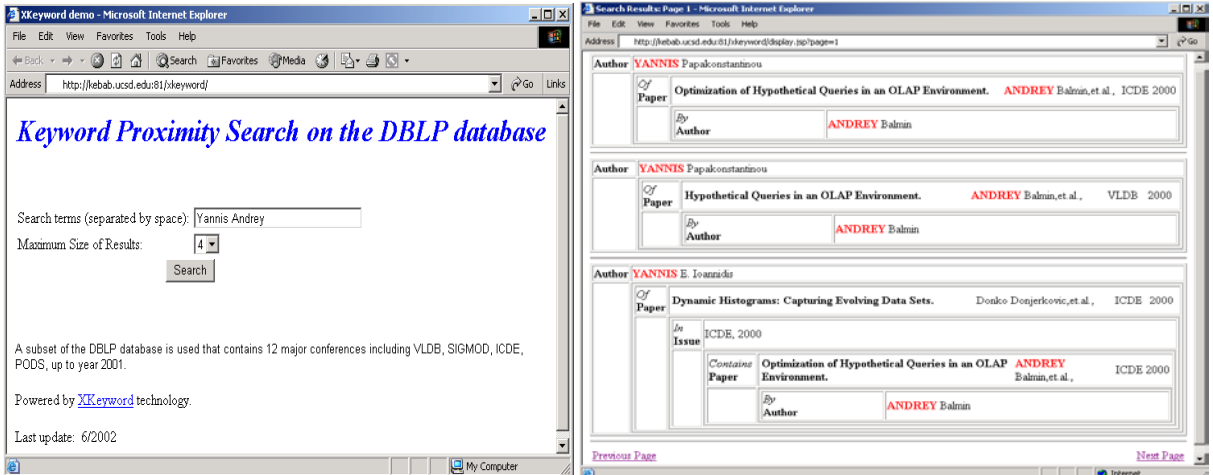 XKeyword demo - Microsoft Internet Explorer
File Edit View Favorites Tools Help
Back Search Favorites Media
Address http://kebab.ucsd.edu:81/xkeyword/ Go Links
Keyword Proximity Search on the DBLP database
Search terms (separated by space): Yannis Andrey
Maximum Size of Results: 4
Search
A subset of the DBLP database is used that contains 12 major conferences including VLDB, SIGMOD, ICDE,
PODS, up to year 2001.
Powered by XKeyword technology.
Last update: 6/2002
My Computer
Search Results: Page 1 - Microsoft Internet Explorer
File Edit View Favorites Tools Help
Address http://kebab.ucsd.edu:81/xkeyword/display.jsp?page=1 Go
Author YANNIS Papakonstantinou
Of
Paper Optimization of Hypothetical Queries in an OLAP Environment. ANDREY Balmin,et.al., ICDE 2000
By
Author ANDREY Balmin
Author YANNIS Papakonstantinou
Of
Paper Hypothetical Queries in an OLAP Environment. ANDREY Balmin,et.al., VLDB 2000
By
Author ANDREY Balmin
Author YANNIS E. Ioannidis
Of
Paper Dynamic Histograms: Capturing Evolving Data Sets. Donko Donjerkovic,et.al., ICDE 2000
In
Issue ICDE, 2000
Contains
Paper Optimization of Hypothetical Queries in an OLAP Environment. ANDREY Balmin,et.al., ICDE 2000
By
Author ANDREY Balmin
Previous Page Next Page
Internet